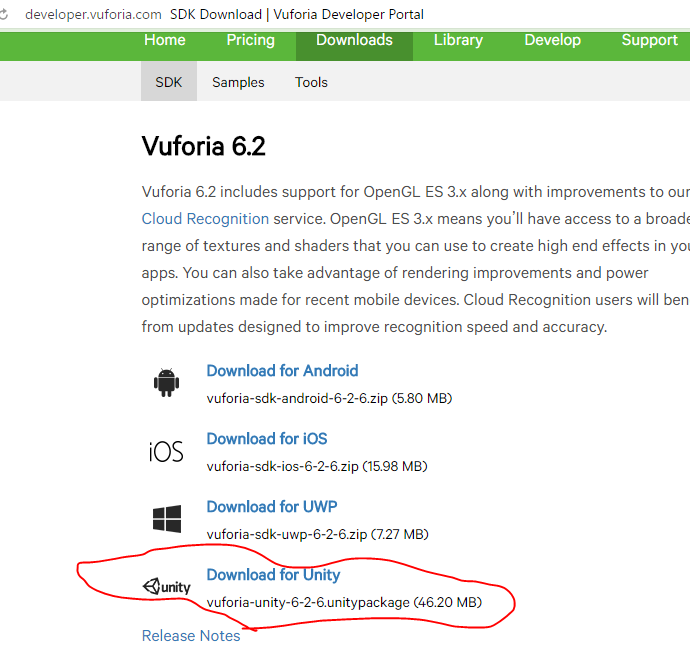 developer.vuforia.com SDK Download | Vuforia Developer Portal
Home Pricing Downloads Library Develop Support
SDK Samples Tools
Vuforia 6.2
Vuforia 6.2 includes support for OpenGL ES 3.x along with improvements to our
Cloud Recognition service. OpenGL ES 3.x means you'll have access to a broade
range of textures and shaders that you can use to create high end effects in you
apps. You can also take advantage of rendering improvements and power
optimizations made for recent mobile devices. Cloud Recognition users will ben
from updates designed to improve recognition speed and accuracy.
Download for Android
vuforia-sdk-android-6-2-6.zip (5.80 MB)
iOS
Download for iOS
vuforia-sdk-ios-6-2-6.zip (15.98 MB)
Download for UWP
vuforia-sdk-uwp-6-2-6.zip (7.27 MB)
unity
Download for Unity
vuforia-unity-6-2-6.unitypackage (46.20 MB)
Release Notes